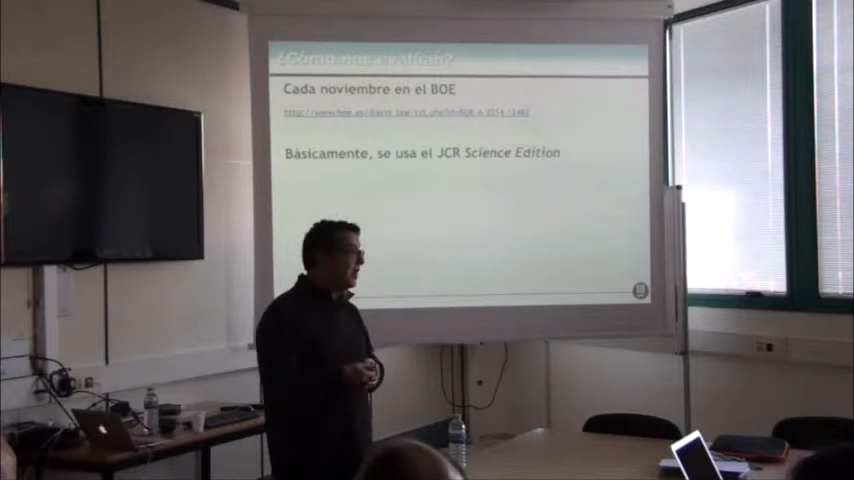 ¿Cómo nos evalúan?
Cada noviembre en el BOE
Básicamente, se usa el JCR Science Edition